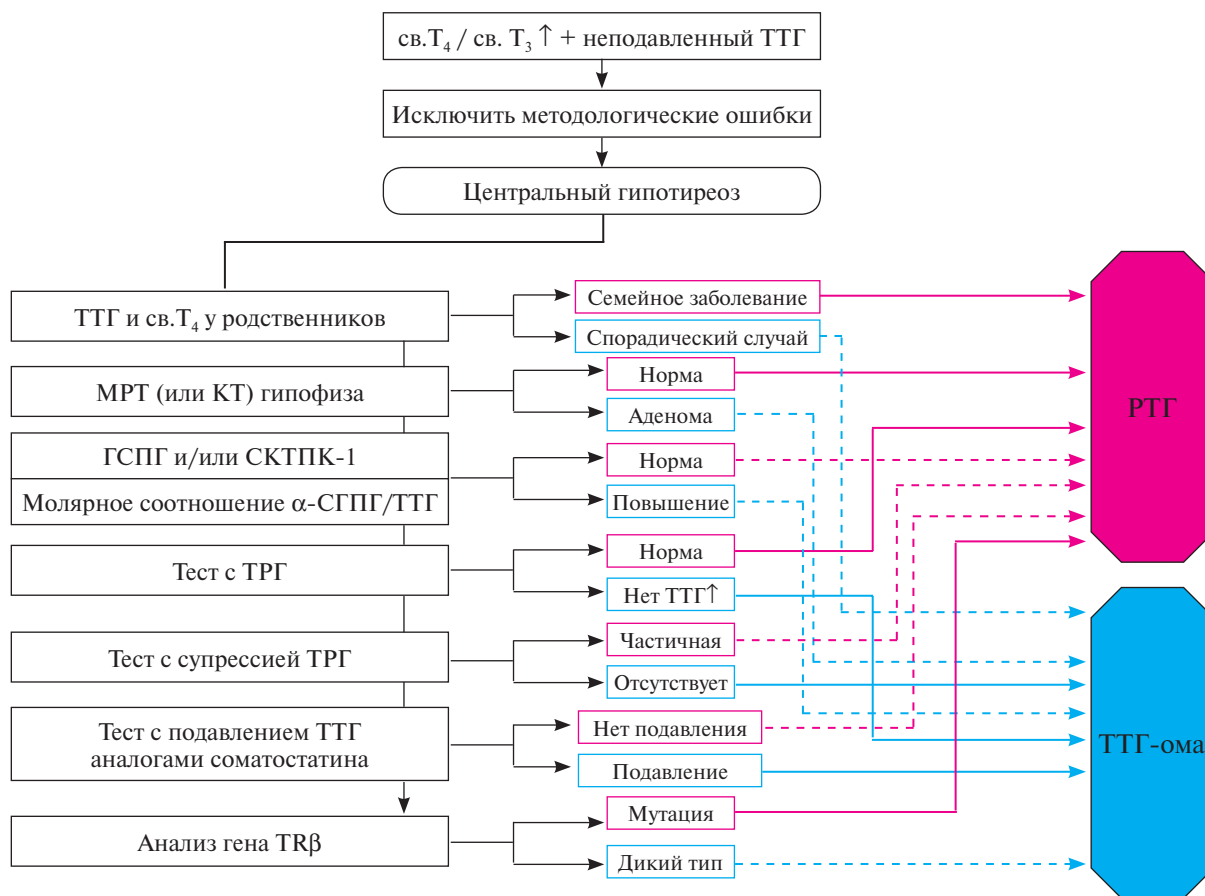 св.T₄ / св. T₃ ↑ + неподавленный ТТГ
Исключить методологические ошибки
Центральный гипотиреоз
ТТГ и св.T₄ у родственников
Семейное заболевание
Спорадический случай
МРТ (или КТ) гипофиза
Норма
Аденома
ГСПГ и/или СКТПК-1
Молярное соотношение α-СГПГ/ТТГ
Норма
Повышение
Тест с ТРГ
Норма
Нет ТТГ↑
Тест с супрессией ТРГ
Частичная
Отсутствует
Тест с подавлением ТТГ
аналогами соматостатина
Нет подавления
Подавление
Анализ гена TRβ
Мутация
Дикий тип
РТГ
ТТГ-ома